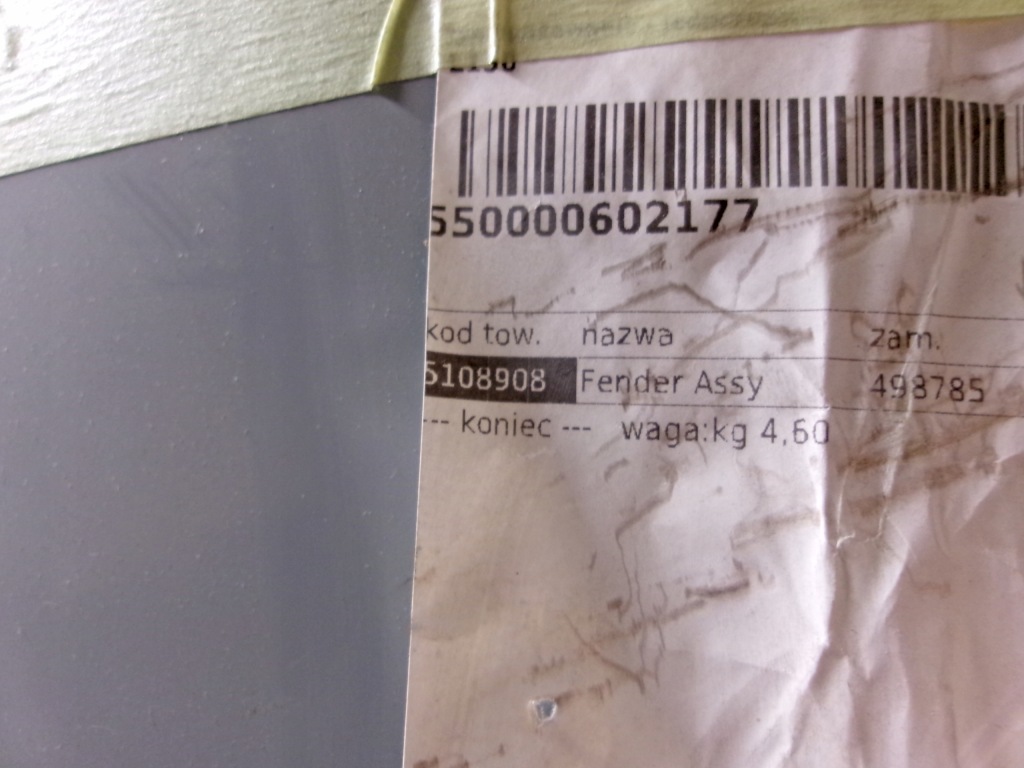 550000602177
kod tow. nazwa zam.
5108908 Fender Assy 498785
--- koniec --- waga:kg 4,60